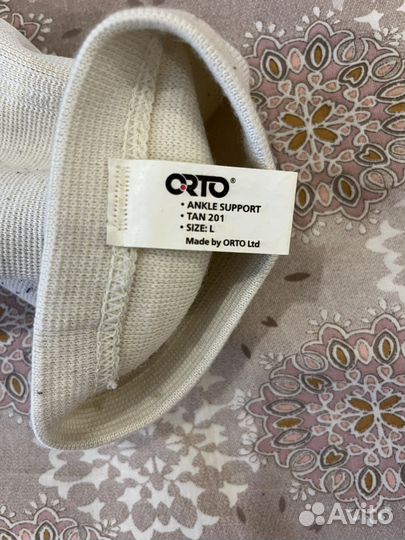 ORTO®
• ANKLE SUPPORT
• TAN 201
• SIZE: L
Made by ORTO Ltd
Avito